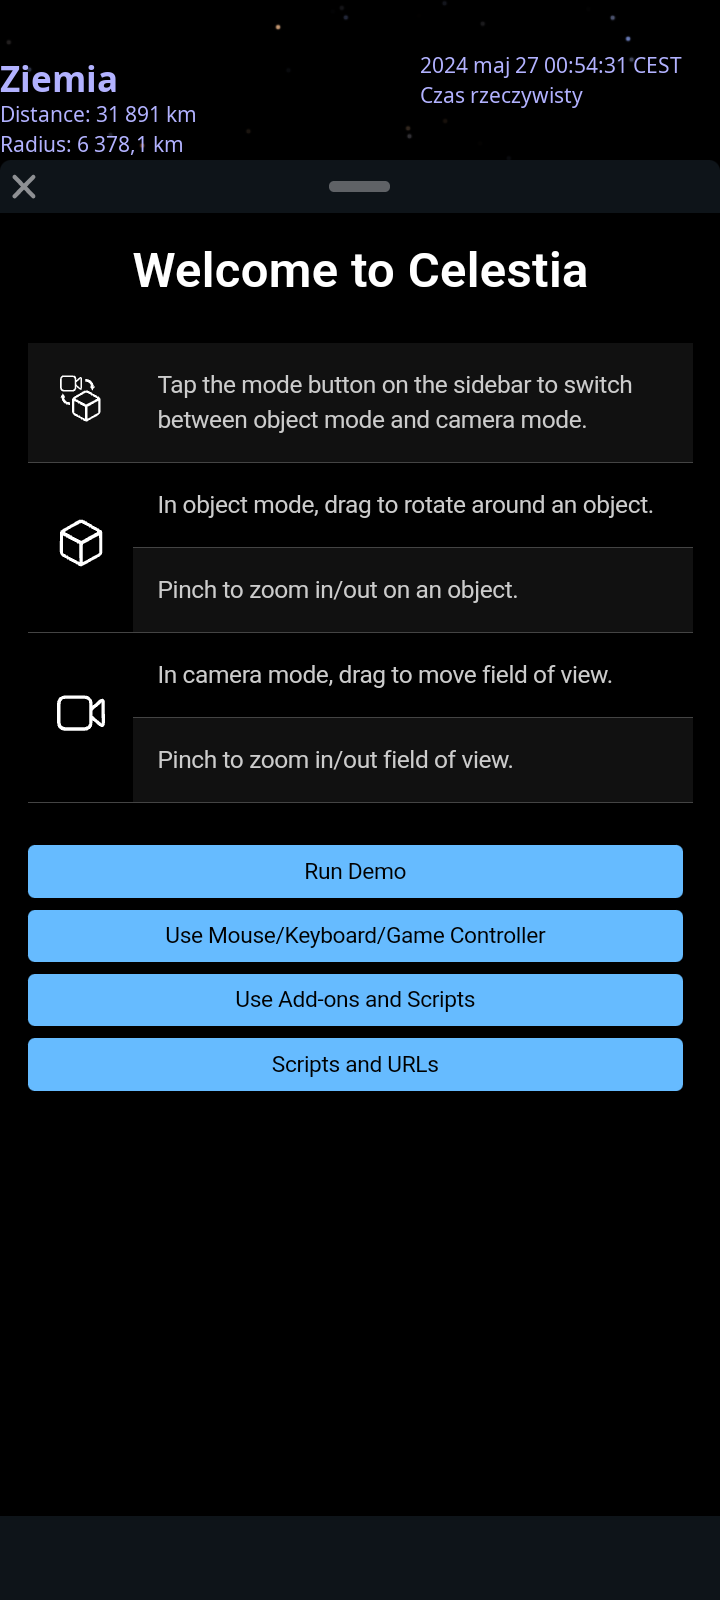 Ziemia
Distance: 31 891 km
Radius: 6 378,1 km
2024 maj 27 00:54:31 CEST
Czas rzeczywisty
Welcome to Celestia
Tap the mode button on the sidebar to switch
between object mode and camera mode.
In object mode, drag to rotate around an object.
Pinch to zoom in/out on an object.
In camera mode, drag to move field of view.
Pinch to zoom in/out field of view.
Run Demo
Use Mouse/Keyboard/Game Controller
Use Add-ons and Scripts
Scripts and URLs